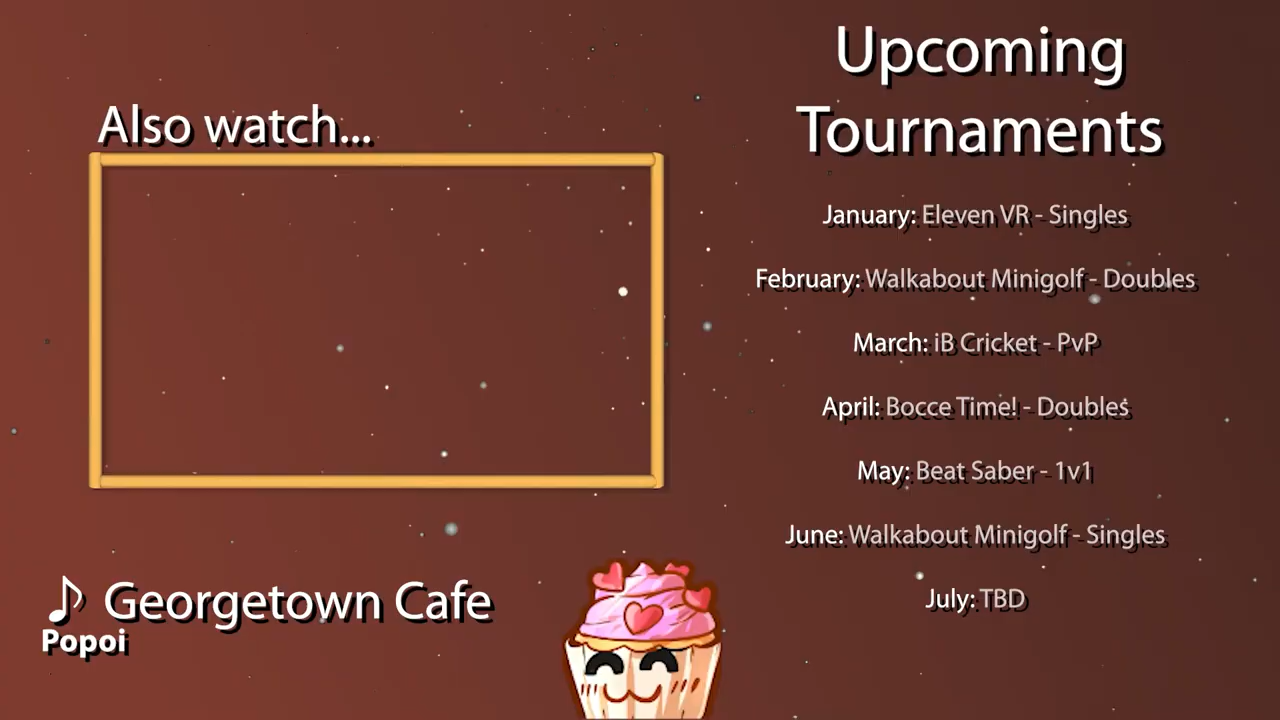 Also watch...
♪ Georgetown Cafe
Popoi
Upcoming
Tournaments
January: Eleven VR - Singles
February: Walkabout Minigolf - Doubles
March: iB Cricket - PvP
April: Bocce Time! - Doubles
May: Beat Saber - 1v1
June: Walkabout Minigolf - Singles
July: TBD